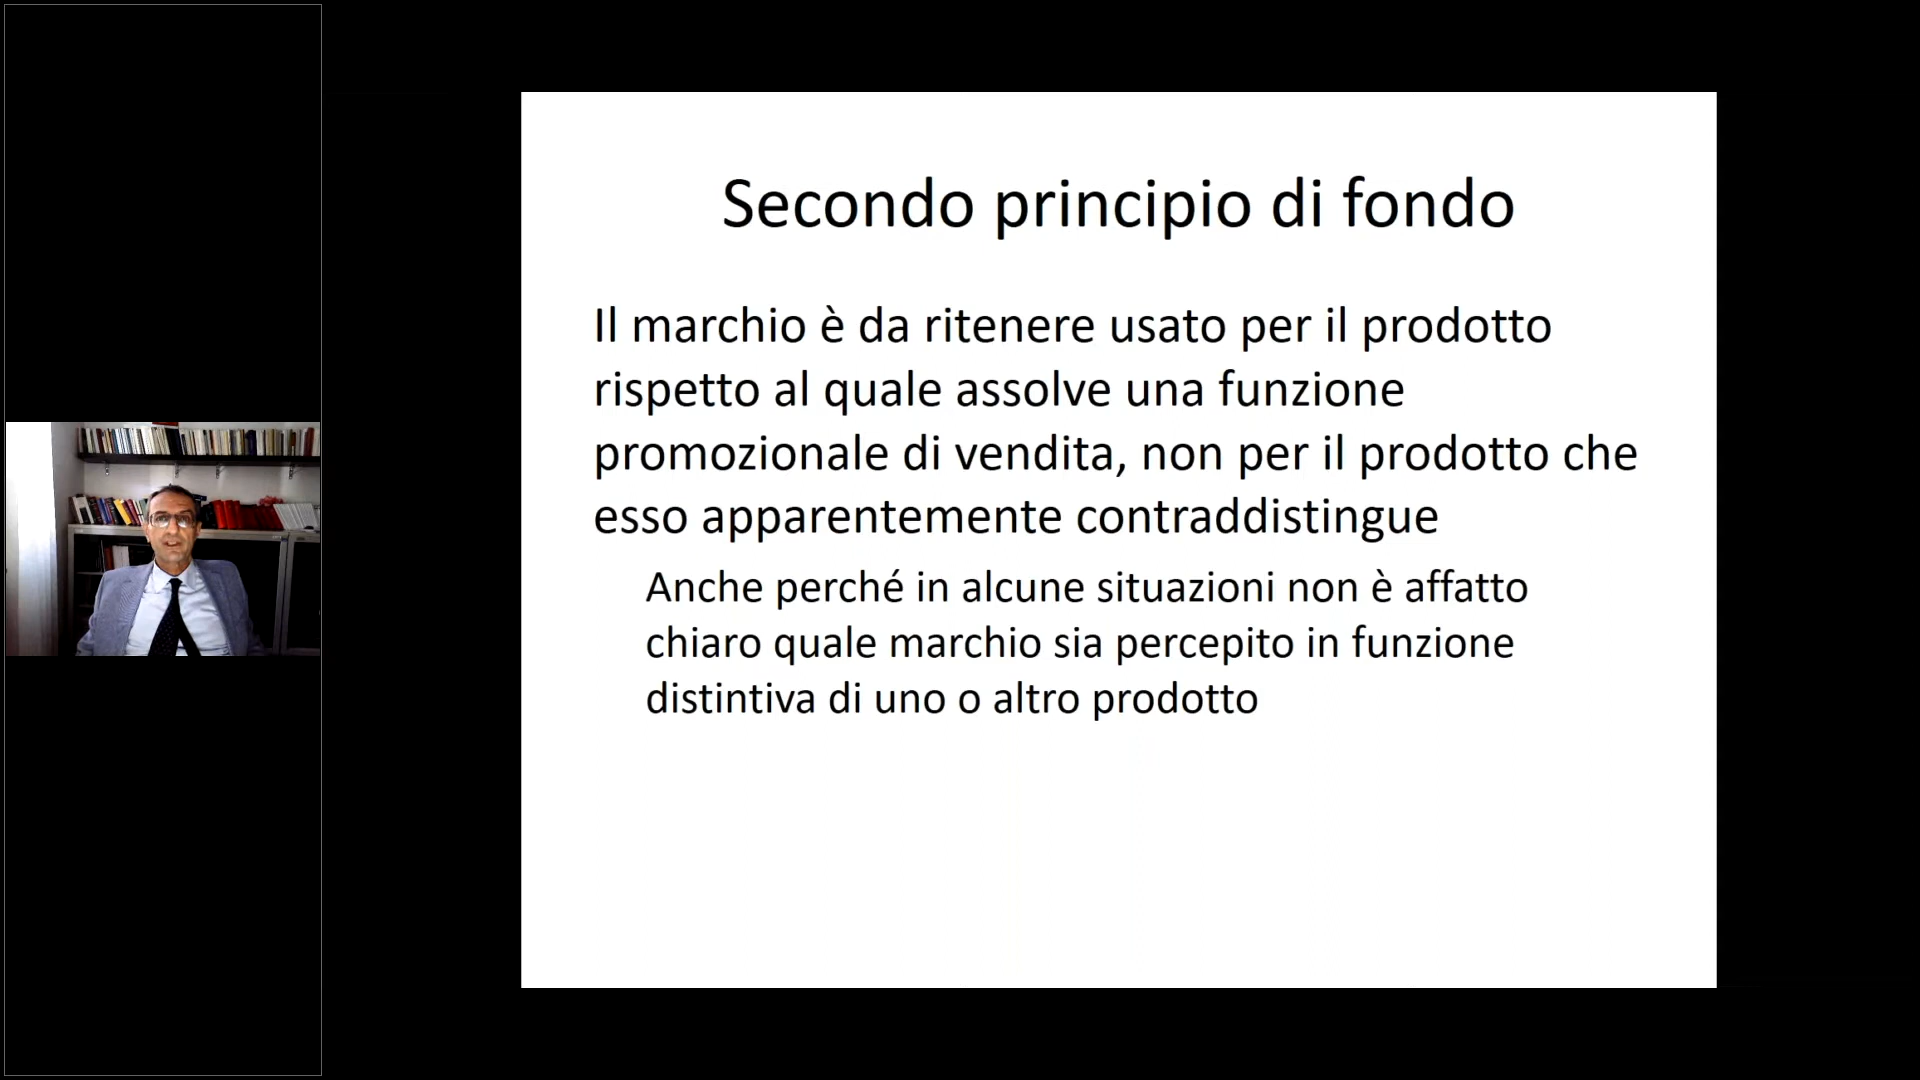 Secondo principio di fondo
Il marchio è da ritenere usato per il prodotto
rispetto al quale assolve una funzione
promozionale di vendita, non per il prodotto che
esso apparentemente contraddistingue
Anche perché in alcune situazioni non è affatto
chiaro quale marchio sia percepito in funzione
distintiva di uno o altro prodotto